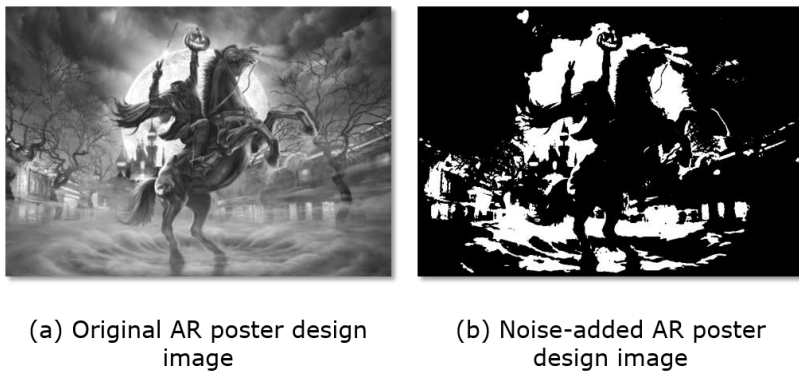 (a) Original AR poster design
image
(b) Noise-added AR poster
design image